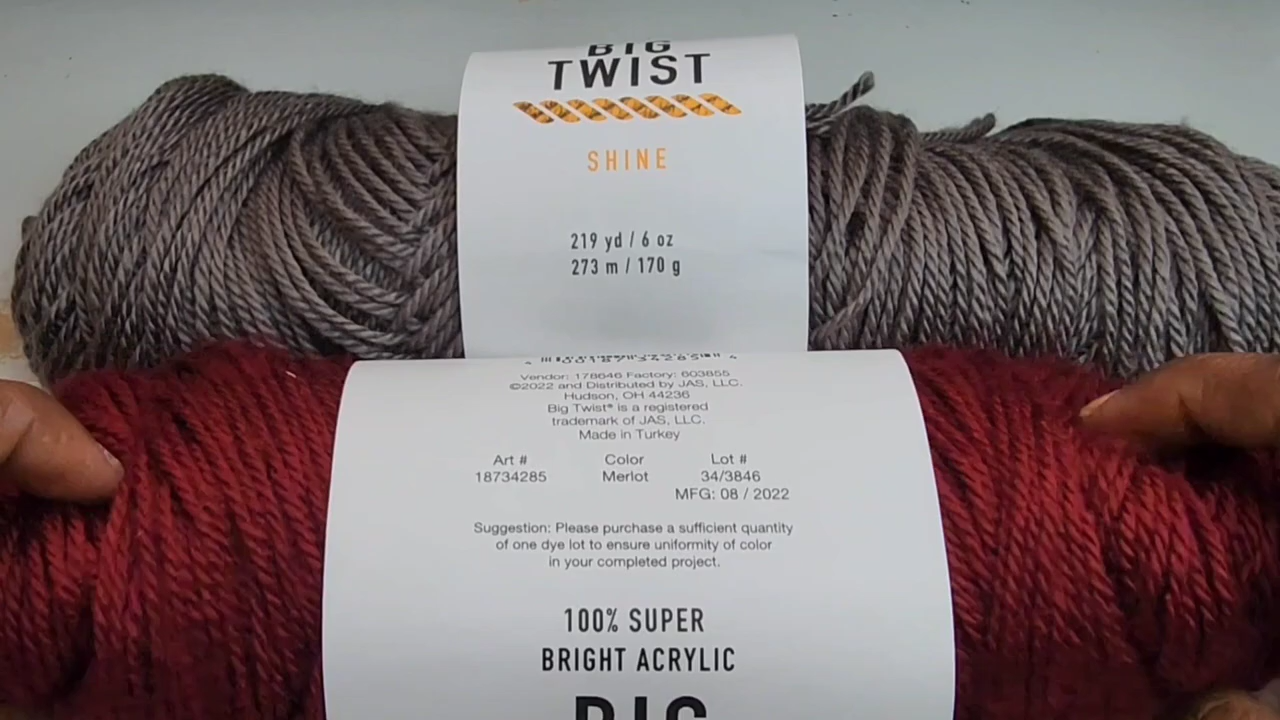 BIG
TWIST
SHINE
219 yd / 6 oz
273 m / 170 g
Vendor: 178646 Factory: 603855
©2022 and Distributed by JAS, LLC.
Hudson, OH 44236
Big Twist® is a registered
trademark of JAS, LLC.
Made in Turkey
Art # Color Lot #
18734285 Merlot 34/3846
MFG: 08 / 2022
Suggestion: Please purchase a sufficient quantity
of one dye lot to ensure uniformity of color
in your completed project.
100% SUPER
BRIGHT ACRYLIC
BIG